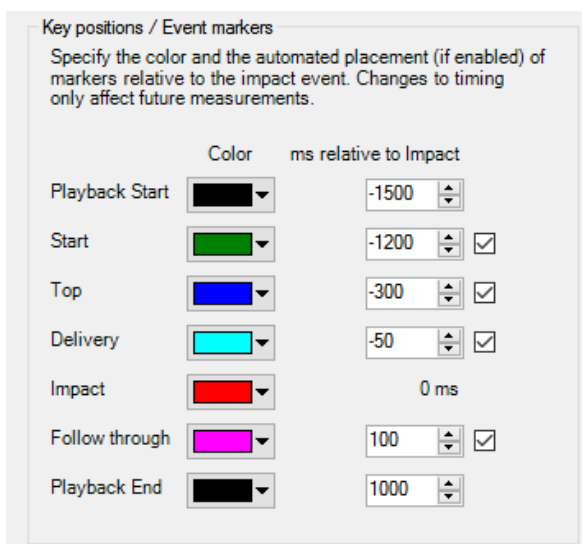 Key positions / Event markers
Specify the color and the automated placement (if enabled) of
markers relative to the impact event. Changes to timing
only affect future measurements.
Color ms relative to Impact
Playback Start -1500
Start -1200
Top -300
Delivery -50
Impact 0 ms
Follow through 100
Playback End 1000